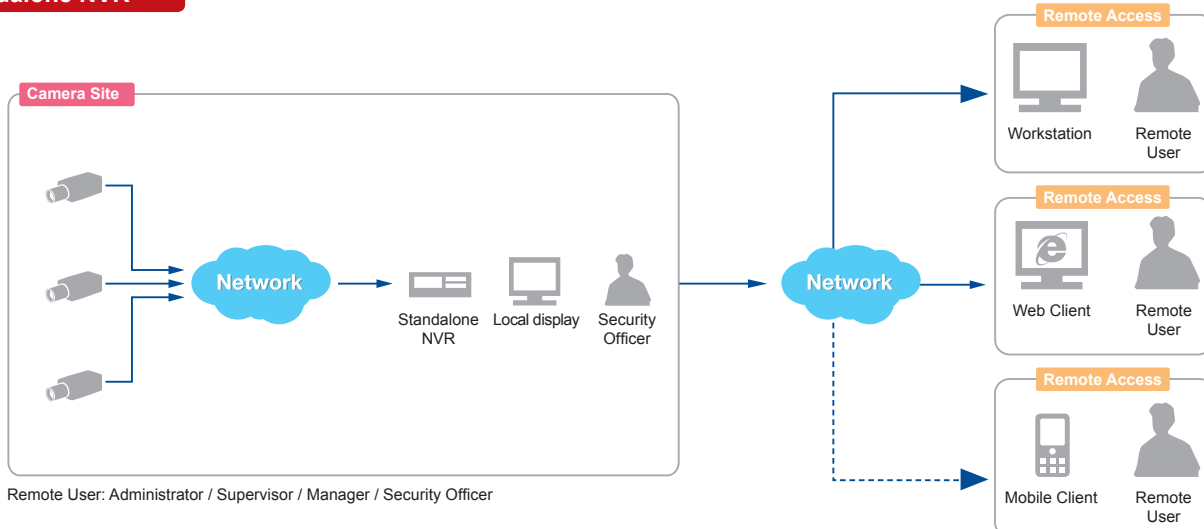 NVR
Camera Site
Network
Standalone
NVR
Local display
Security
Officer
Remote User: Administrator / Supervisor / Manager / Security Officer
Network
Remote Access
Workstation
Remote
User
Remote Access
Web Client
Remote
User
Remote Access
Mobile Client
Remote
User